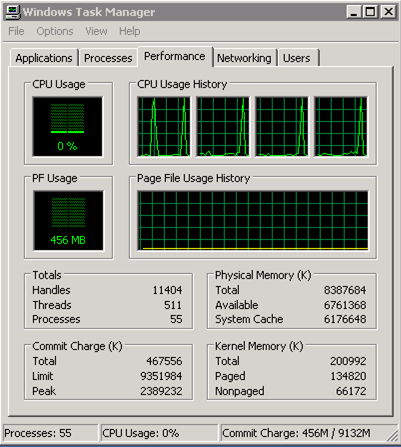 Windows Task Manager
File Options View Help
Applications Processes Performance Networking Users
CPU Usage
CPU Usage History
0 %
PF Usage
Page File Usage History
456 MB
Totals
Handles 11404
Threads 511
Processes 55
Physical Memory (K)
Total 8387684
Available 6761368
System Cache 6176648
Commit Charge (K)
Total 467556
Limit 9351984
Peak 2389232
Kernel Memory (K)
Total 200992
Paged 134820
Nonpaged 66172
Processes: 55 CPU Usage: 0% Commit Charge: 456M / 9132M